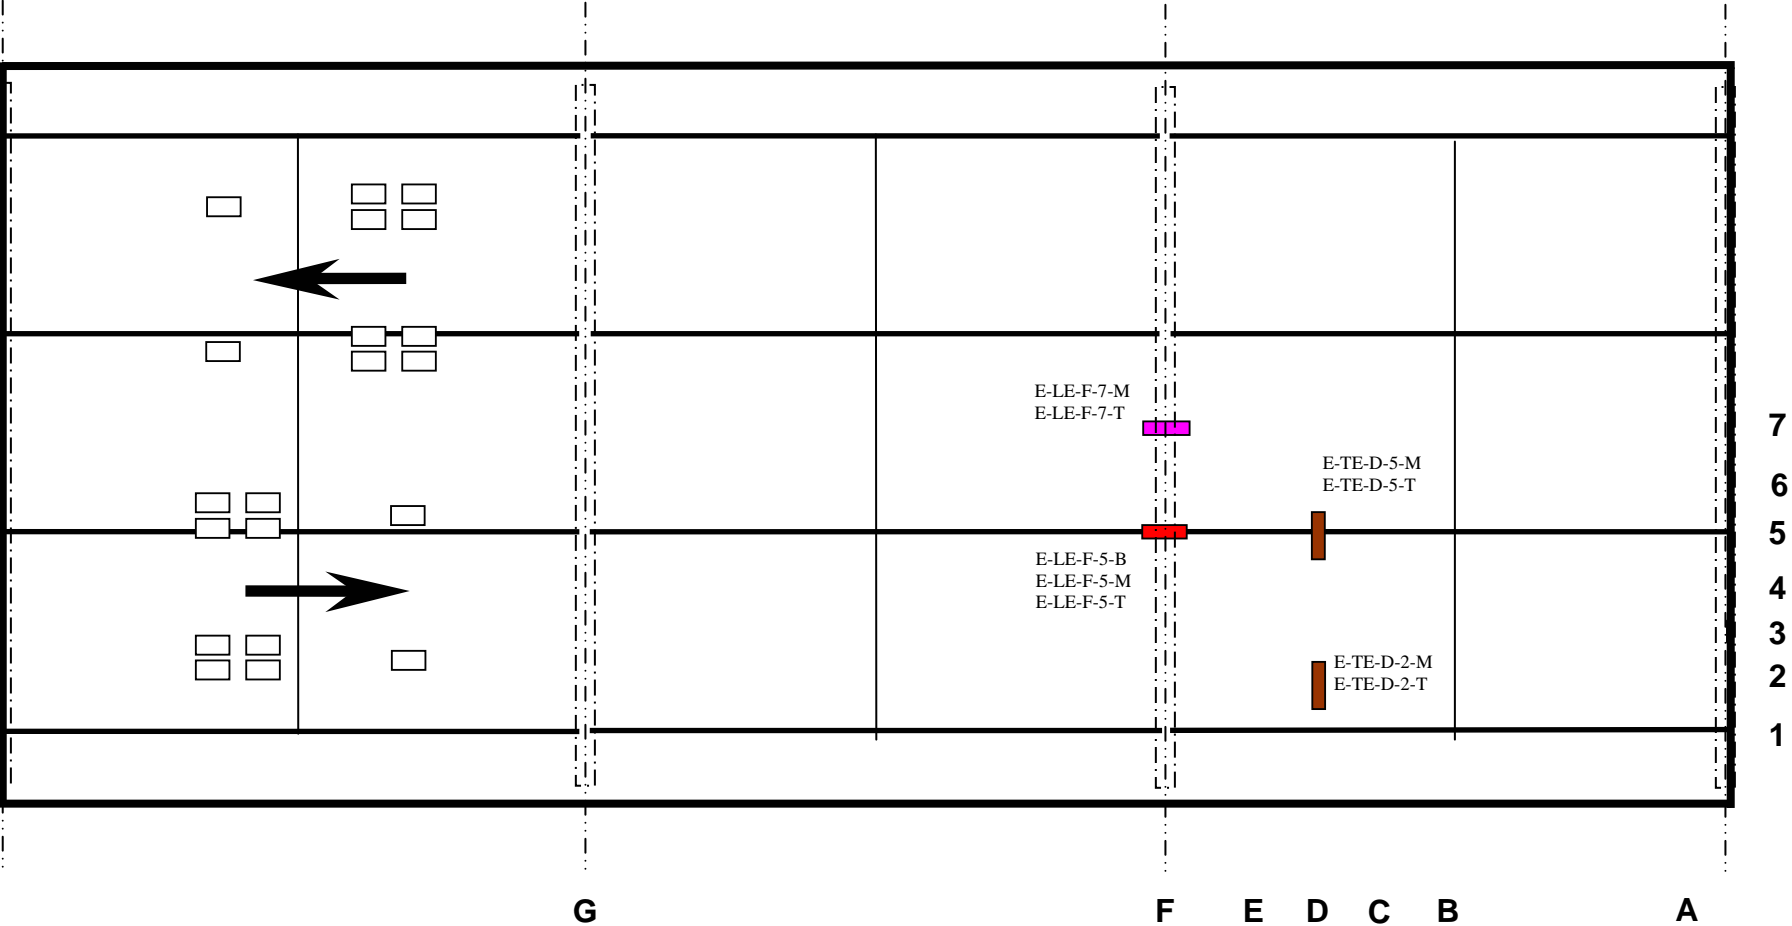 E-LE-F-7-M
E-LE-F-7-T
7
E-TE-D-5-M
E-TE-D-5-T
6
5
E-LE-F-5-B
E-LE-F-5-M
E-LE-F-5-T
4
3
E-TE-D-2-M
E-TE-D-2-T
2
1
G F E D C B A